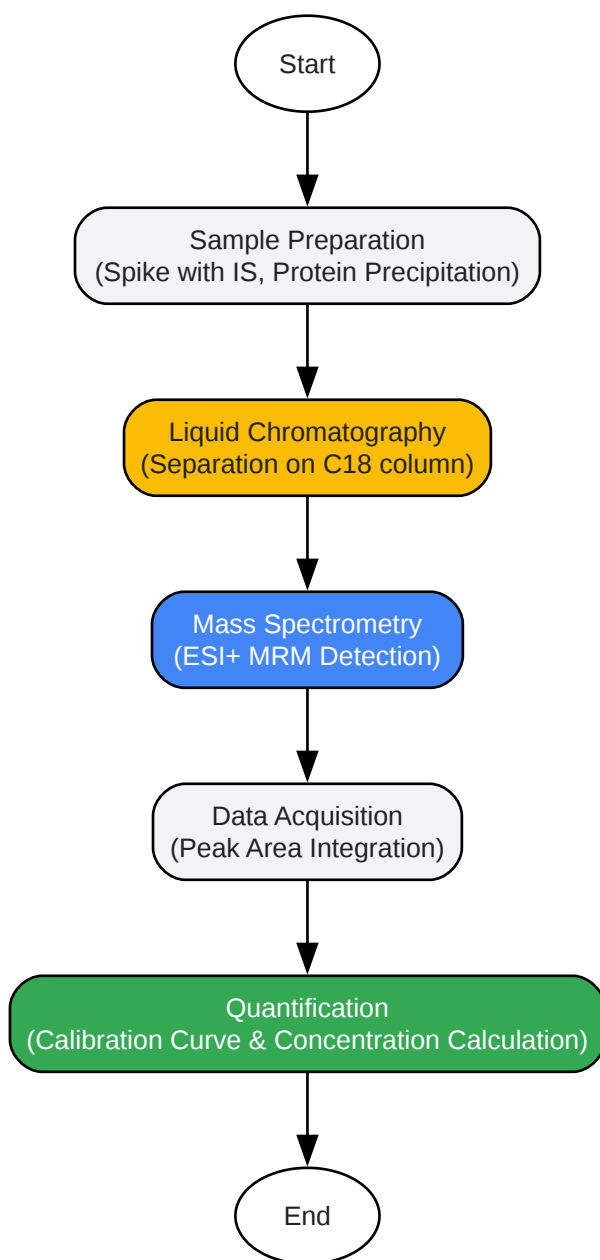 Start
Sample Preparation
(Spike with IS, Protein Precipitation)
Liquid Chromatography
(Separation on C18 column)
Mass Spectrometry
(ESI+ MRM Detection)
Data Acquisition
(Peak Area Integration)
Quantification
(Calibration Curve & Concentration Calculation)
End